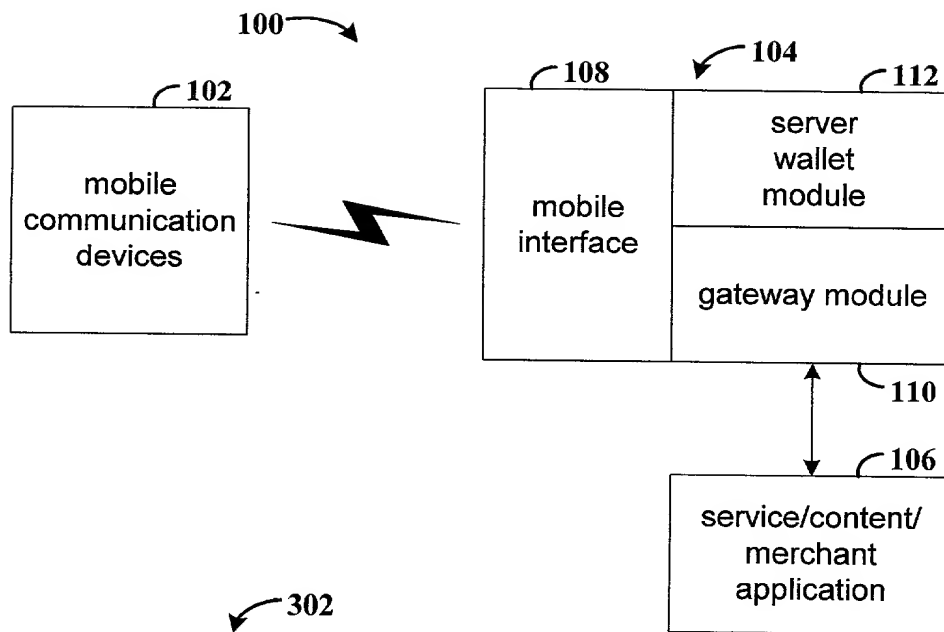 100
104
102
108
112
mobile
communication
devices
mobile
interface
server
wallet
module
gateway module
110
106
service/content/
merchant
application
302